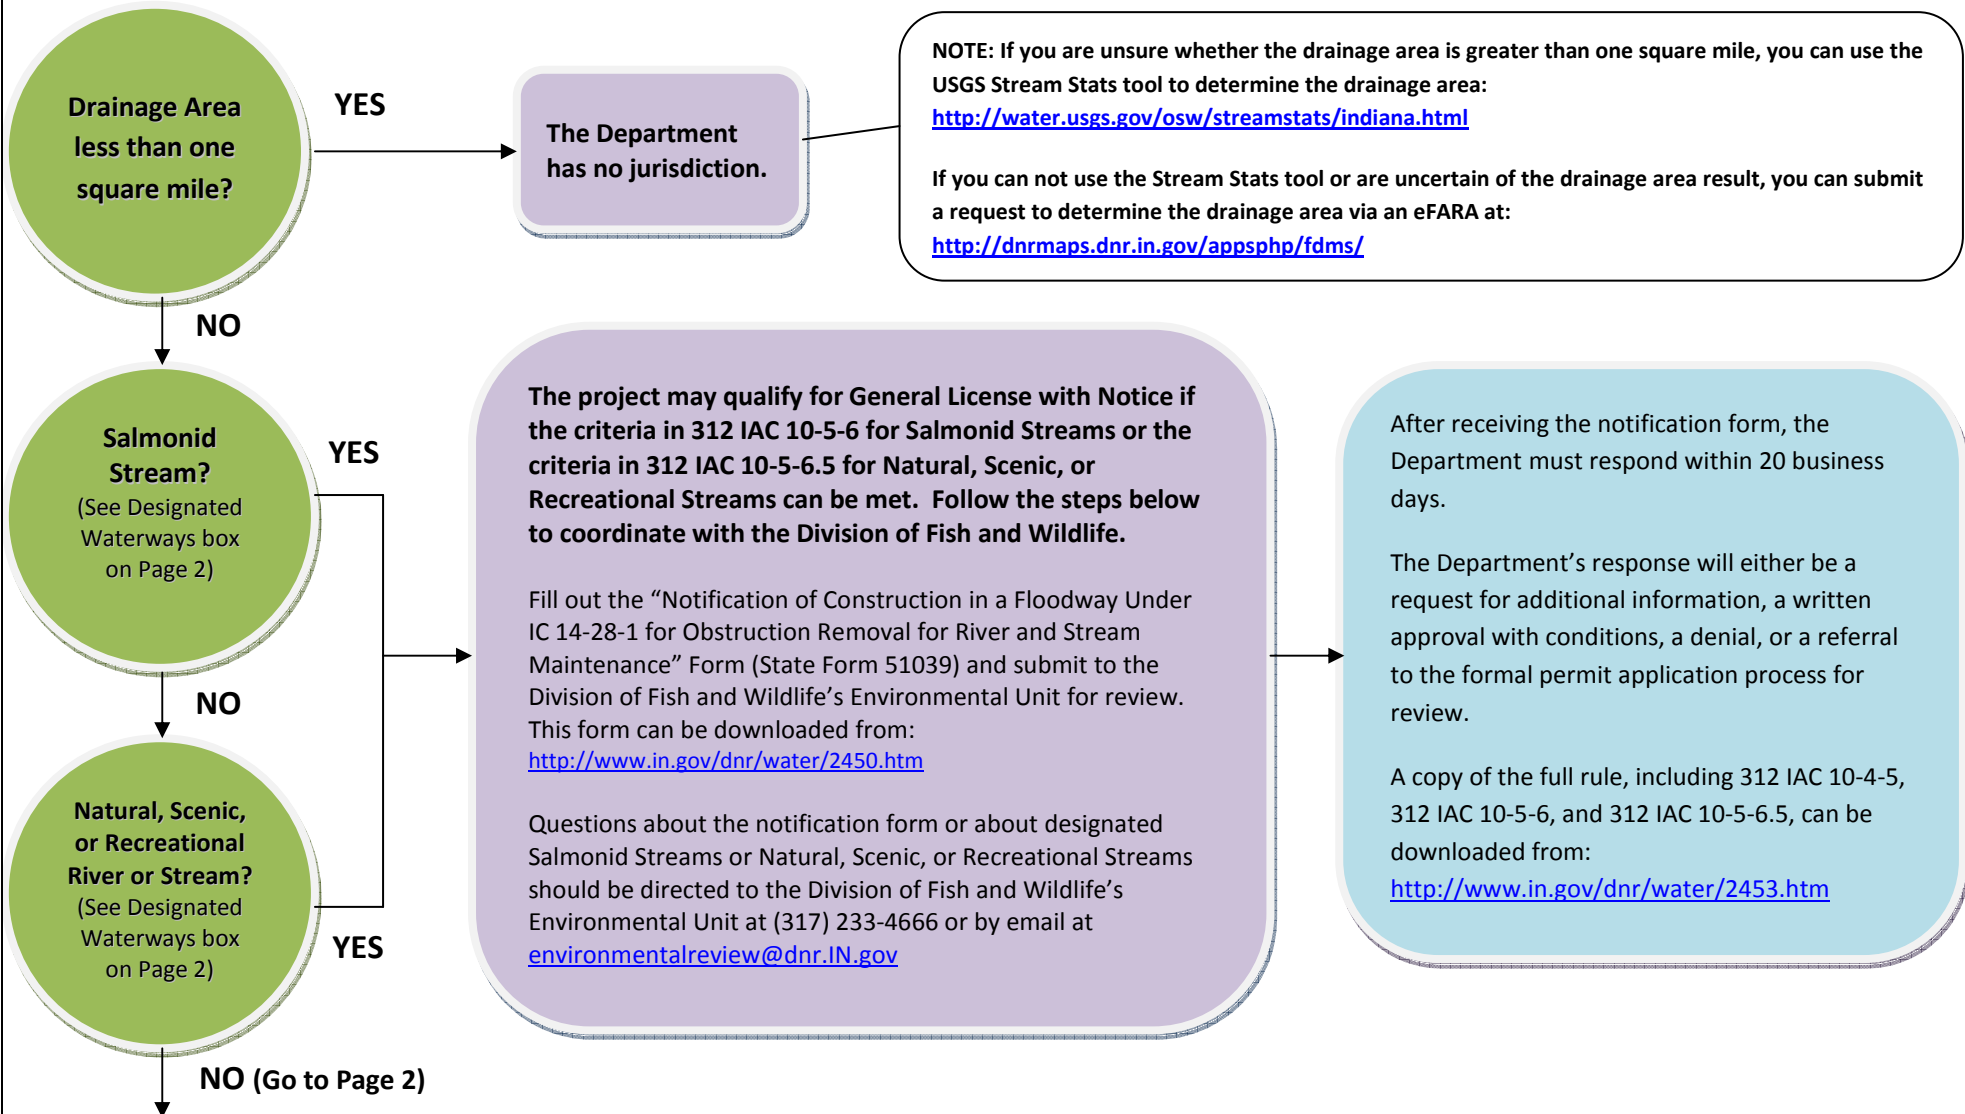 Drainage Area
less than one
square mile?
YES
The Department
has no jurisdiction.
NOTE: If you are unsure whether the drainage area is greater than one square mile, you can use the
USGS Stream Stats tool to determine the drainage area:
http://water.usgs.gov/osw/streamstats/indiana.html
If you can not use the Stream Stats tool or are uncertain of the drainage area result, you can submit
a request to determine the drainage area via an eFARA at:
http://dnrmaps.dnr.in.gov/appsphp/fdms/
NO
Salmonid
Stream?
(See Designated
Waterways box
on Page 2)
YES
NO
Natural, Scenic,
or Recreational
River or Stream?
(See Designated
Waterways box
on Page 2)
YES
NO (Go to Page 2)
The project may qualify for General License with Notice if
the criteria in 312 IAC 10-5-6 for Salmonid Streams or the
criteria in 312 IAC 10-5-6.5 for Natural, Scenic, or
Recreational Streams can be met.  Follow the steps below
to coordinate with the Division of Fish and Wildlife.
Fill out the “Notification of Construction in a Floodway Under
IC 14-28-1 for Obstruction Removal for River and Stream
Maintenance” Form (State Form 51039) and submit to the
Division of Fish and Wildlife’s Environmental Unit for review.
This form can be downloaded from:
http://www.in.gov/dnr/water/2450.htm
Questions about the notification form or about designated
Salmonid Streams or Natural, Scenic, or Recreational Streams
should be directed to the Division of Fish and Wildlife’s
Environmental Unit at (317) 233-4666 or by email at
environmentalreview@dnr.IN.gov
After receiving the notification form, the
Department must respond within 20 business
days.
The Department’s response will either be a
request for additional information, a written
approval with conditions, a denial, or a referral
to the formal permit application process for
review.
A copy of the full rule, including 312 IAC 10-4-5,
312 IAC 10-5-6, and 312 IAC 10-5-6.5, can be
downloaded from:
http://www.in.gov/dnr/water/2453.htm